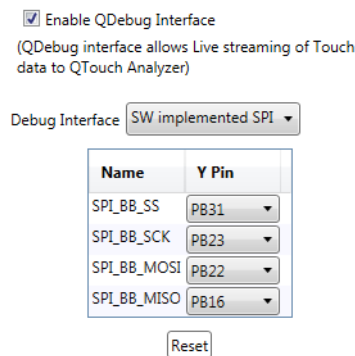 Enable QDebug Interface
(QDebug interface allows Live streaming of Touch
data to QTouch Analyzer)
Debug Interface SW implemented SPI
Name Y Pin
SPI_BB_SS PB31
SPI_BB_SCK PB23
SPI_BB_MOSI PB22
SPI_BB_MISO PB16
Reset